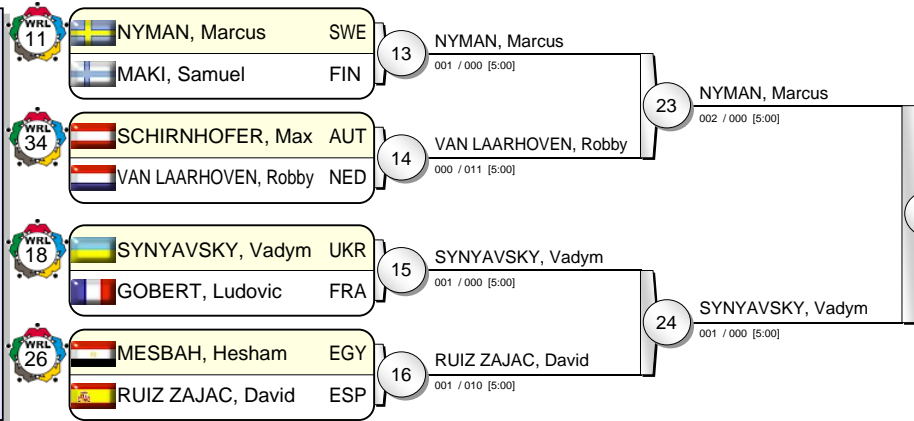 WRL
11
NYMAN, Marcus SWE
MAKI, Samuel FIN
13
NYMAN, Marcus
001 / 000 [5:00]
WRL
34
SCHIRNHOFER, Max AUT
VAN LAARHOVEN, Robby NED
14
VAN LAARHOVEN, Robby
000 / 011 [5:00]
23
NYMAN, Marcus
002 / 000 [5:00]
WRL
18
SYNYAVSKY, Vadym UKR
GOBERT, Ludovic FRA
15
SYNYAVSKY, Vadym
001 / 000 [5:00]
WRL
26
MESBAH, Hesham EGY
RUIZ ZAJAC, David ESP
16
RUIZ ZAJAC, David
001 / 010 [5:00]
24
SYNYAVSKY, Vadym
001 / 000 [5:00]